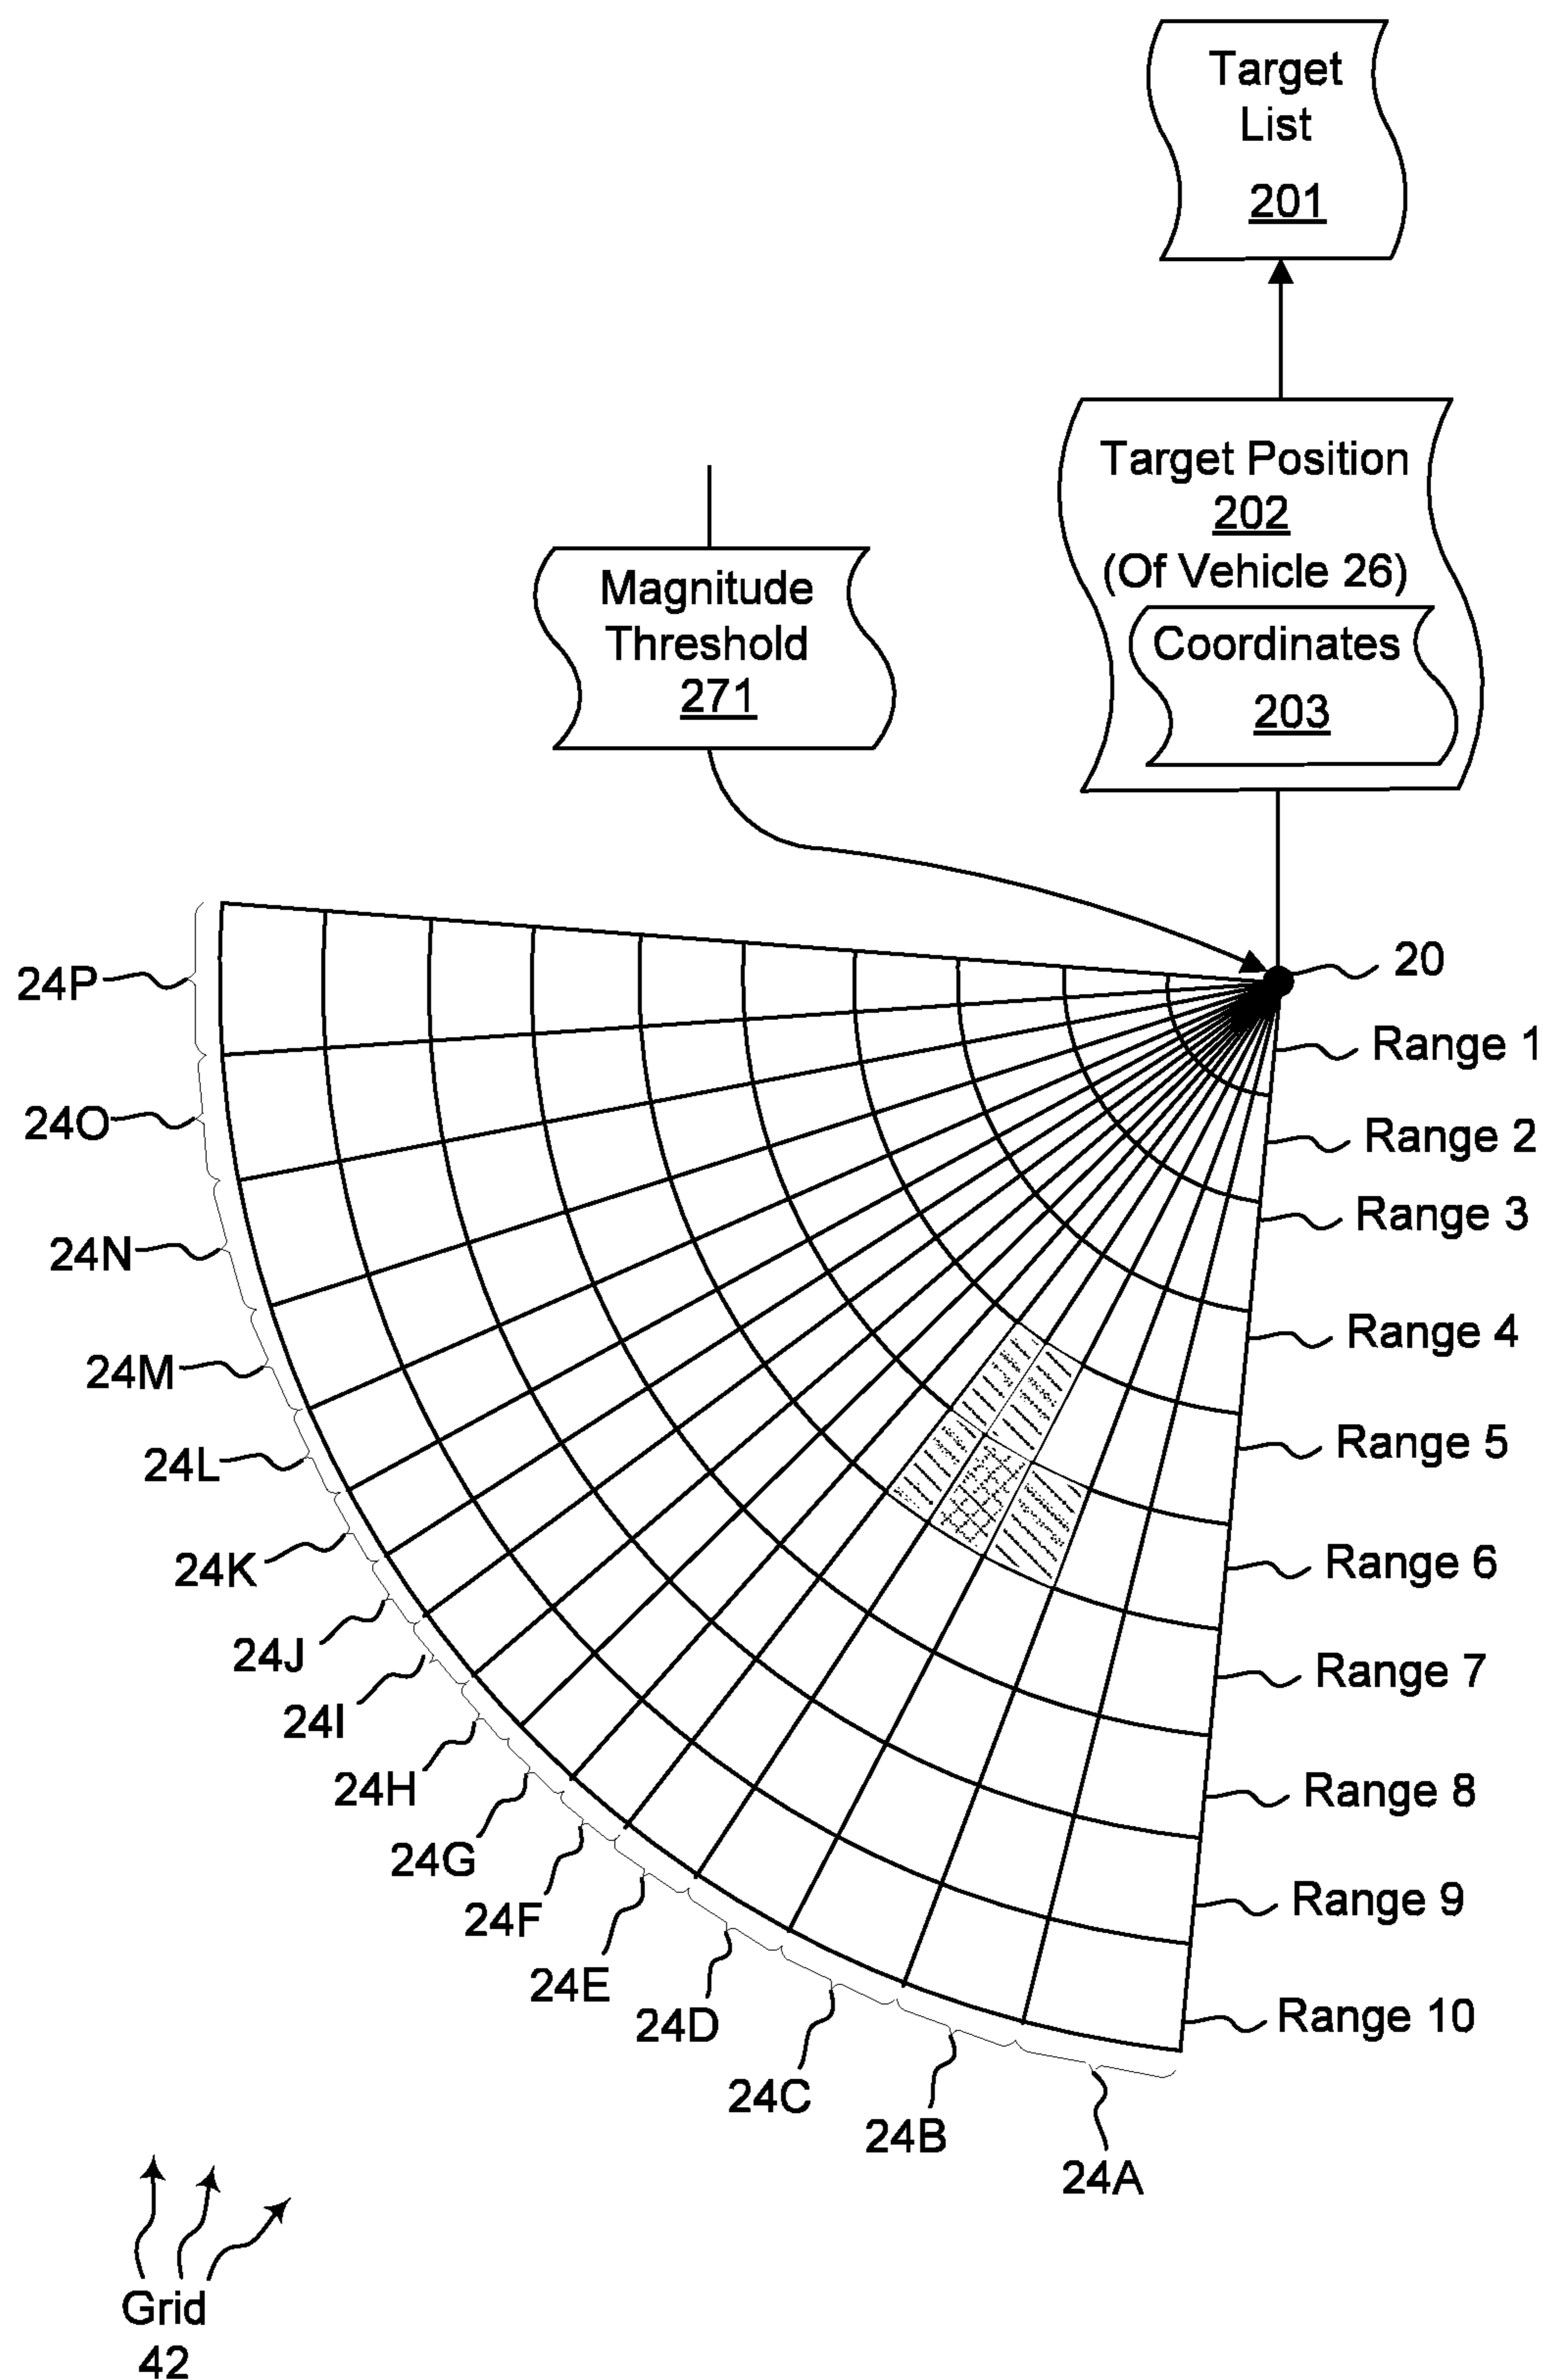 Target
List
201
Target Position
202
(Of Vehicle 26)
Coordinates
203
Magnitude
Threshold
271
20
Range 1
Range 2
Range 3
Range 4
Range 5
Range 6
Range 7
Range 8
Range 9
Range 10
24P
24O
24N
24M
24L
24K
24J
24I
24H
24G
24F
24E
24D
24C
24B
24A
Grid
42